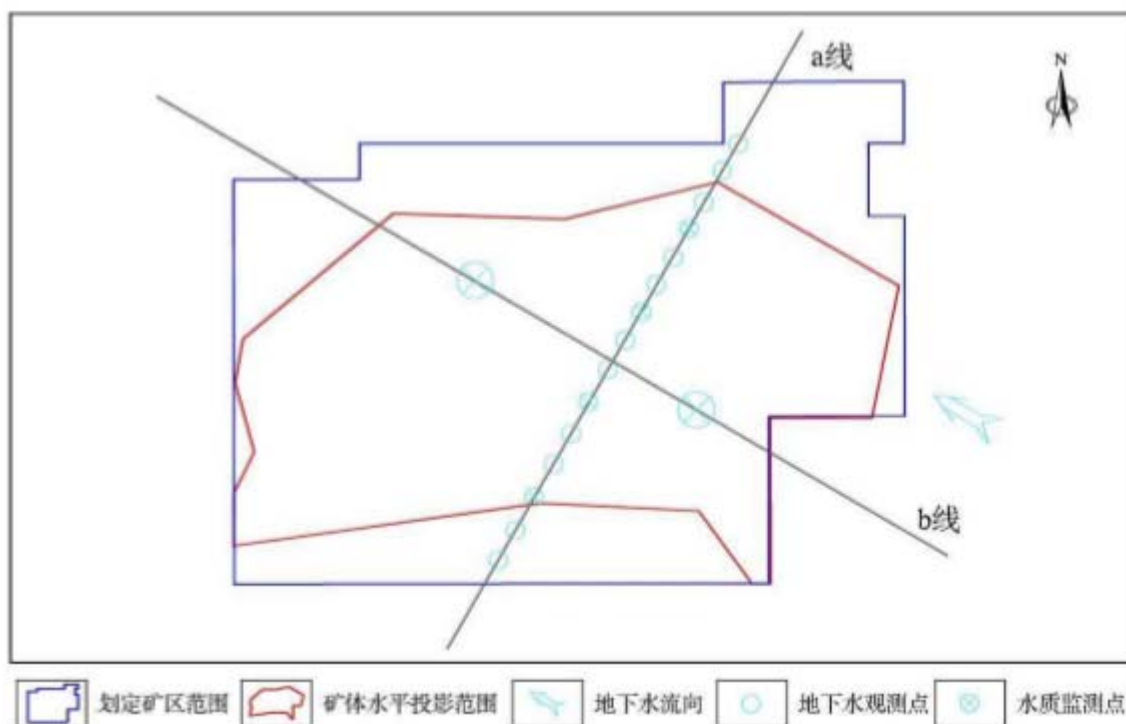 a线
N
b线
划定矿区范围
矿体水平投影范围
地下水流向
地下水观测点
水质监测点